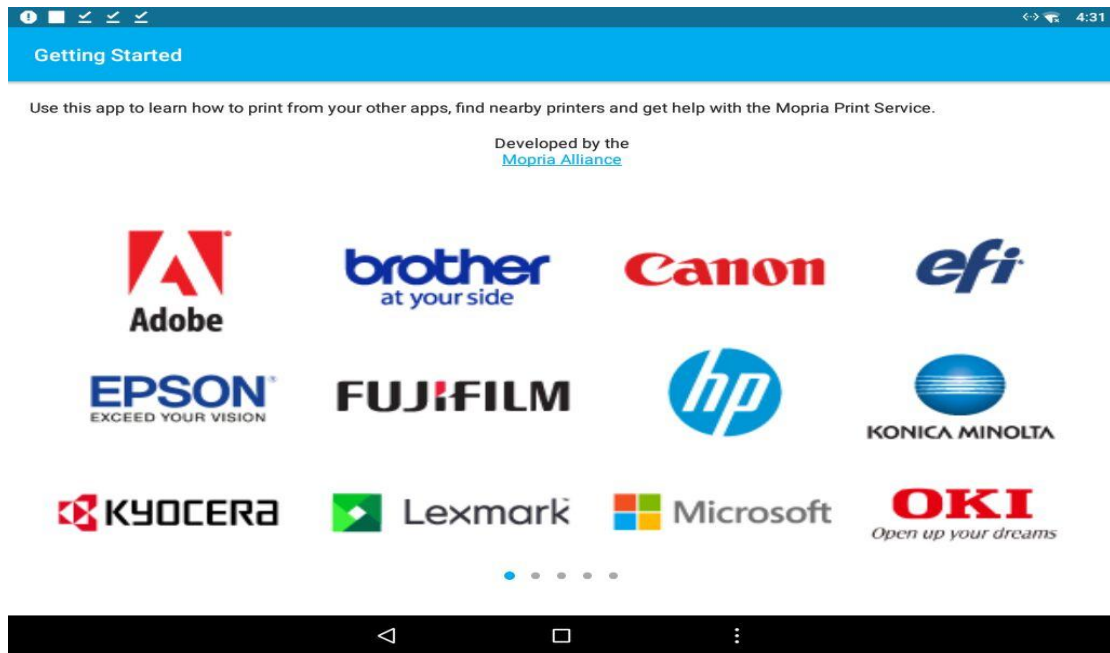 4:31
Getting Started
Use this app to learn how to print from your other apps, find nearby printers and get help with the Mopria Print Service.
Developed by the
Mopria Alliance
Adobe
brother
at your side
Canon
efi
EPSON
EXCEED YOUR VISION
FUJIFILM
hp
KONICA MINOLTA
KYOCERA
Lexmark
Microsoft
OKI
Open up your dreams